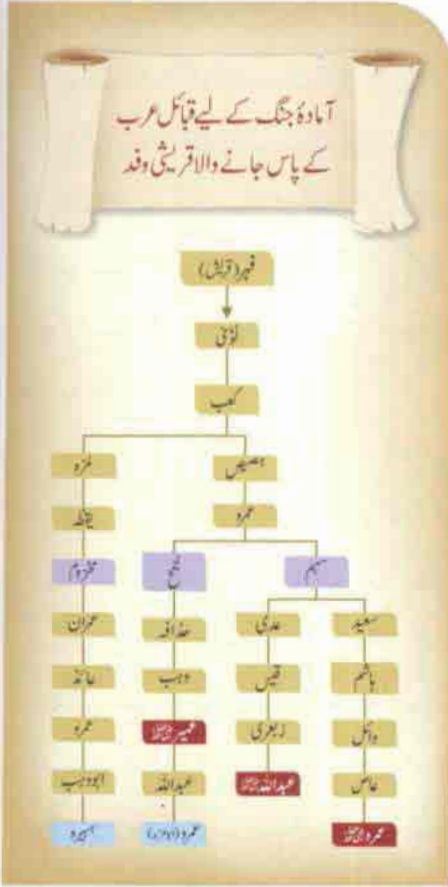 آمادۂ جنگ کے لیے قبائل عرب
کے پاس جانے والا قریشی وفد
فہر (قریش)
لؤی
کعب
ہصیص
مُرّہ
عمرو
یقظہ
سہم
جمح
مخزوم
سعید
عدی
حذافہ
عمران
ہاشم
قیس
وہب
عائذ
وائل
زبعری
عمیر
عمرو
عاص
عبداللہ
عبداللہ
ابووہب
عمرو
عمرو (ابوعزہ)
ہبیرہ